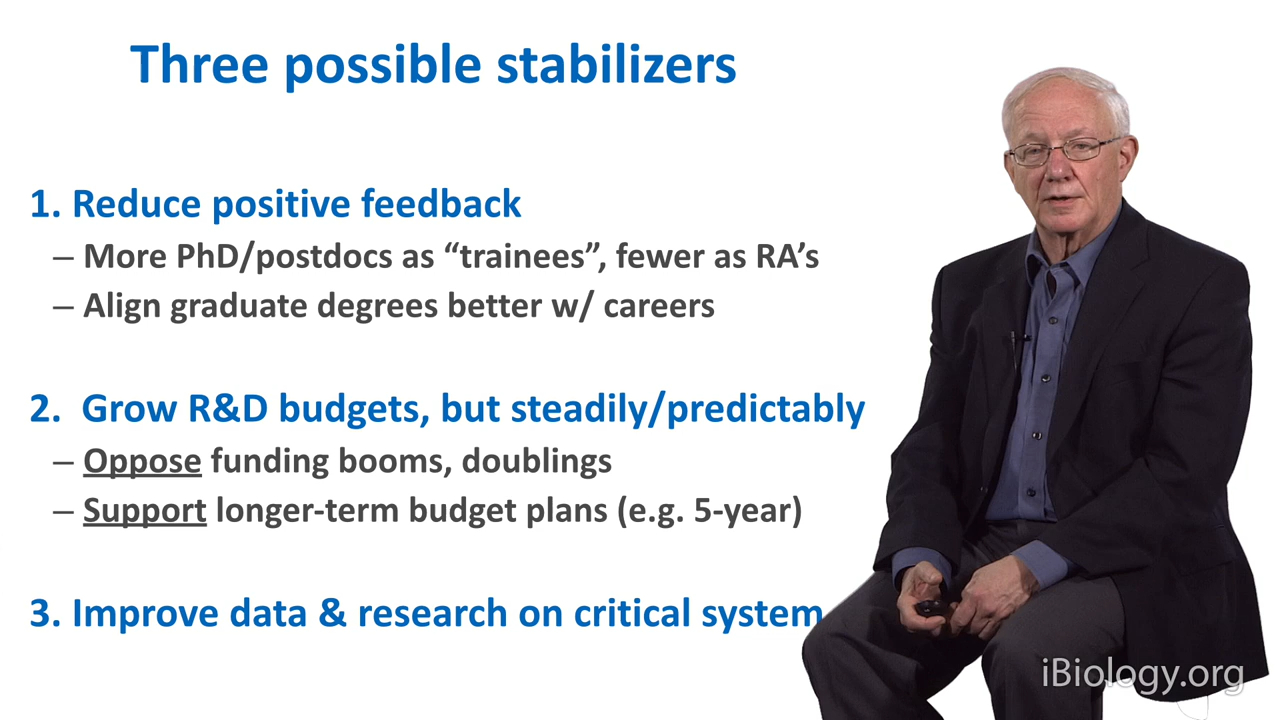 Three possible stabilizers
1. Reduce positive feedback
– More PhD/postdocs as “trainees”, fewer as RA’s
– Align graduate degrees better w/ careers
2. Grow R&D budgets, but steadily/predictably
– Oppose funding booms, doublings
– Support longer-term budget plans (e.g. 5-year)
3. Improve data & research on critical system
iBiology.org